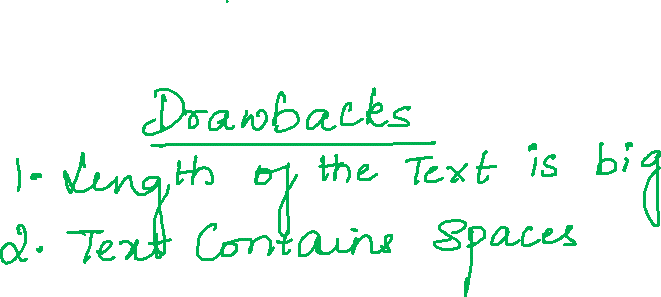 Drawbacks
1- Length of the Text is big
2. Text Contains Spaces